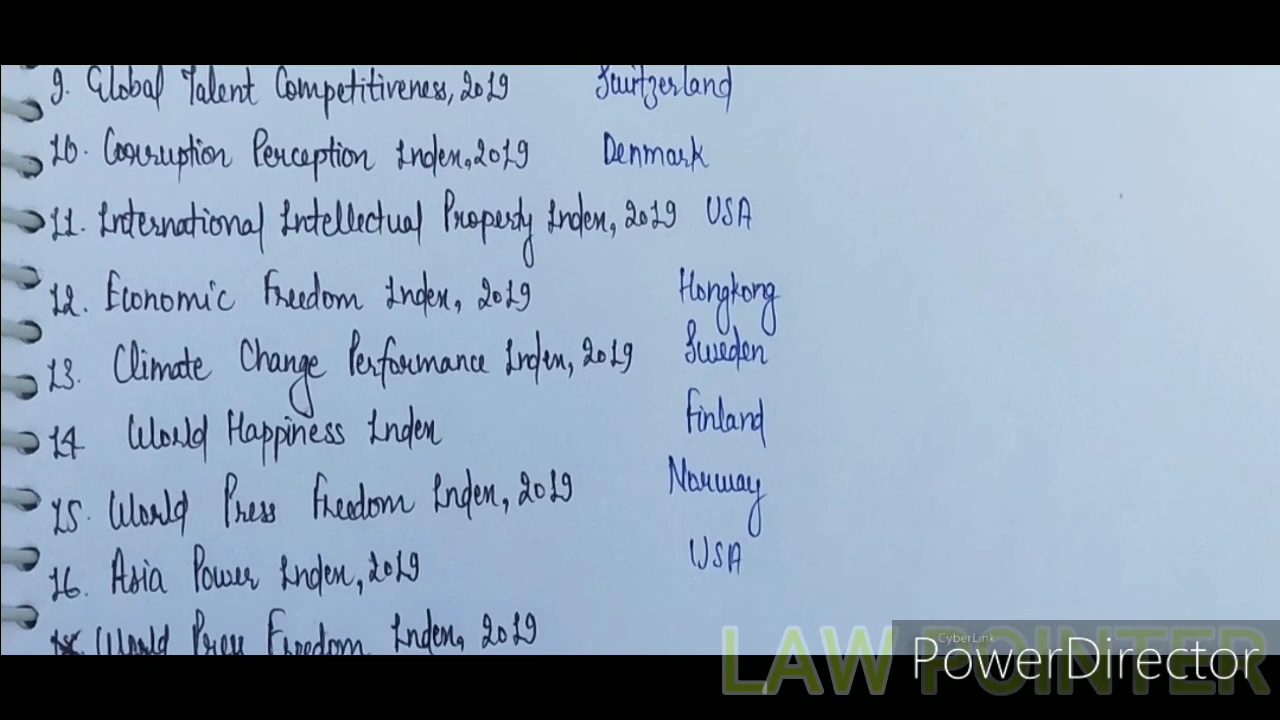 9. Global Talent Competitiveness, 2019 Switzerland
10. Corruption Perception Index, 2019 Denmark
11. International Intellectual Property Index, 2019 USA
12. Economic Freedom Index, 2019 Hongkong
13. Climate Change Performance Index, 2019 Sweden
14 World Happiness Index Finland
15. World Press Freedom Index, 2019 Norway
16. Asia Power Index, 2019 USA
World Press Freedom Index, 2019
LAW POINTER
CyberLink
PowerDirector